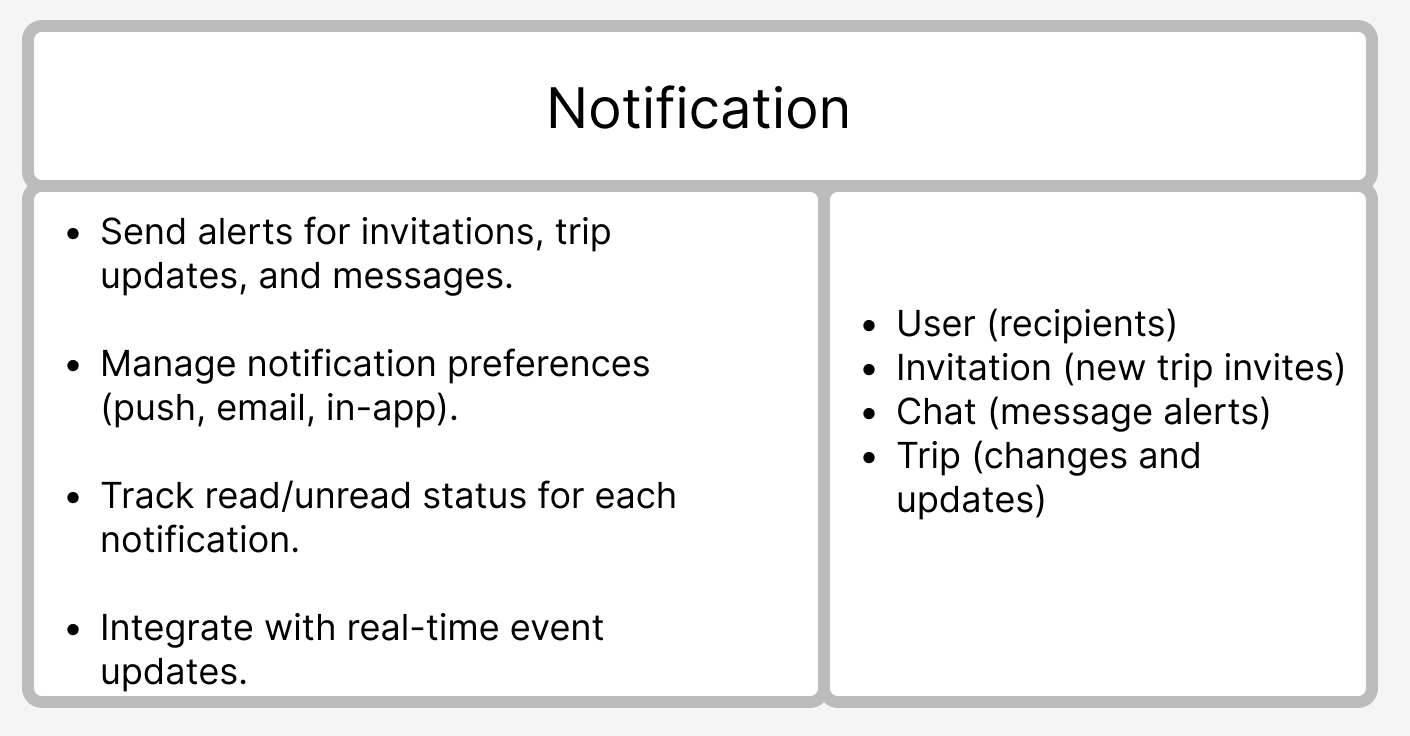 Notification
• Send alerts for invitations, trip
updates, and messages.
• Manage notification preferences
(push, email, in-app).
• Track read/unread status for each
notification.
• Integrate with real-time event
updates.
• User (recipients)
• Invitation (new trip invites)
• Chat (message alerts)
• Trip (changes and
updates)